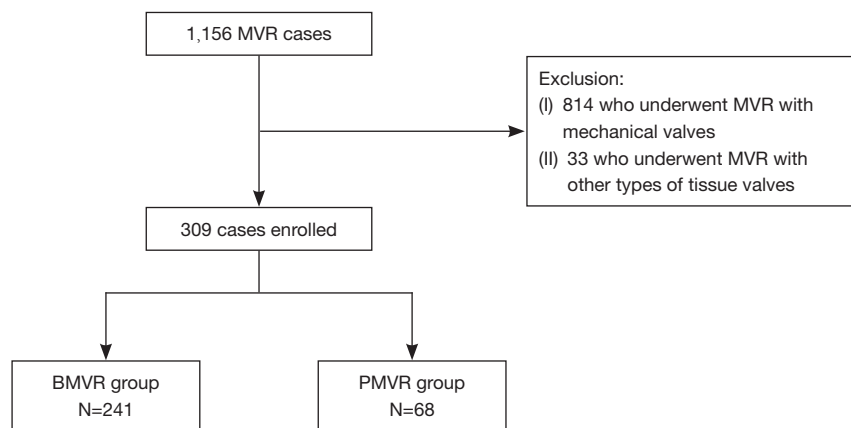 1,156 MVR cases
Exclusion:
(I) 814 who underwent MVR with
mechanical valves
(II) 33 who underwent MVR with
other types of tissue valves
309 cases enrolled
BMVR group
N=241
PMVR group
N=68